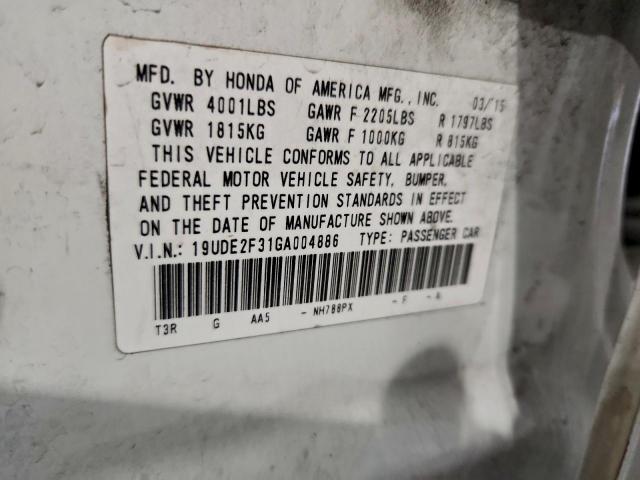 MFD. BY HONDA OF AMERICA MFG., INC. 03/15
GVWR 4001LBS GAWR F 2205LBS R 1797LBS
GVWR 1815KG GAWR F 1000KG R 815KG
THIS VEHICLE CONFORMS TO ALL APPLICABLE
FEDERAL MOTOR VEHICLE SAFETY, BUMPER,
AND THEFT PREVENTION STANDARDS IN EFFECT
ON THE DATE OF MANUFACTURE SHOWN ABOVE.
V.I.N.: 19UDE2F31GA004886 TYPE: PASSENGER CAR
T3R G AA5 - NH788PX - F - A